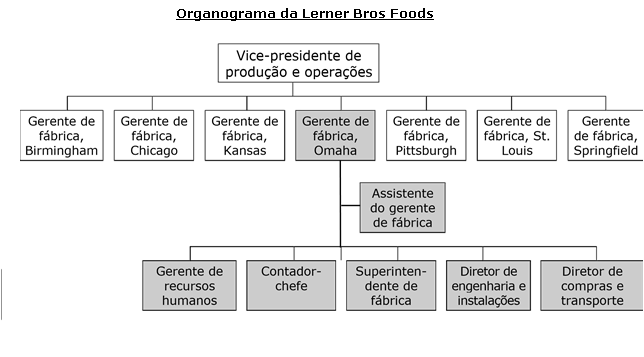 Organograma da Lerner Bros Foods
Vice-presidente de
produção e operações
Gerente de
fábrica,
Birmingham
Gerente de
fábrica,
Chicago
Gerente de
fábrica,
Kansas
Gerente de
fábrica,
Omaha
Gerente de
fábrica,
Pittsburgh
Gerente de
fábrica, St.
Louis
Gerente
de fábrica,
Springfield
Assistente
do gerente
de fábrica
Gerente de
recursos
humanos
Contador-
chefe
Superinten-
dente de
fábrica
Diretor de
engenharia e
instalações
Diretor de
compras e
transporte